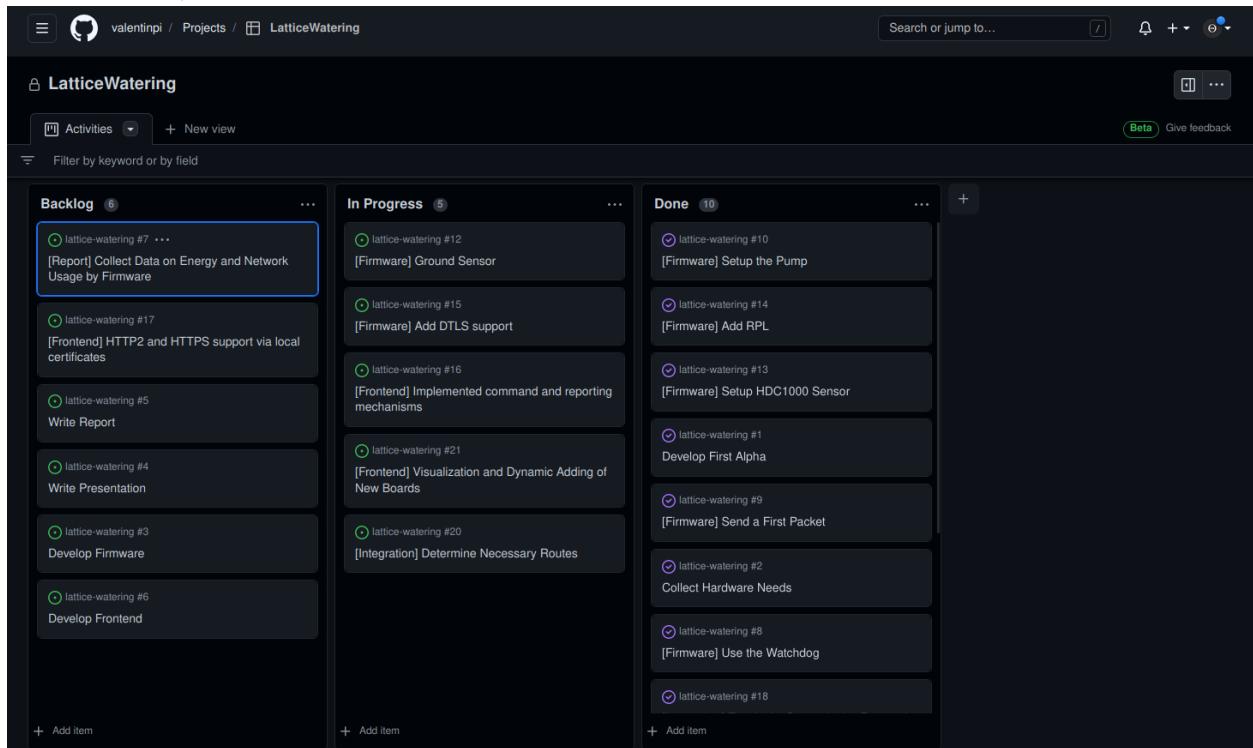 valentinpi / Projects / LatticeWatering
Search or jump to... /
LatticeWatering
Activities
+ New view
Beta Give feedback
Filter by keyword or by field
Backlog 6
lattice-watering #7
[Report] Collect Data on Energy and Network
Usage by Firmware
lattice-watering #17
[Frontend] HTTP2 and HTTPS support via local
certificates
lattice-watering #5
Write Report
lattice-watering #4
Write Presentation
lattice-watering #3
Develop Firmware
lattice-watering #6
Develop Frontend
+ Add item
In Progress 5
lattice-watering #12
[Firmware] Ground Sensor
lattice-watering #15
[Firmware] Add DTLS support
lattice-watering #16
[Frontend] Implemented command and reporting
mechanisms
lattice-watering #21
[Frontend] Visualization and Dynamic Adding of
New Boards
lattice-watering #20
[Integration] Determine Necessary Routes
+ Add item
Done 10
lattice-watering #10
[Firmware] Setup the Pump
lattice-watering #14
[Firmware] Add RPL
lattice-watering #13
[Firmware] Setup HDC1000 Sensor
lattice-watering #1
Develop First Alpha
lattice-watering #9
[Firmware] Send a First Packet
lattice-watering #2
Collect Hardware Needs
lattice-watering #8
[Firmware] Use the Watchdog
lattice-watering #18
+ Add item